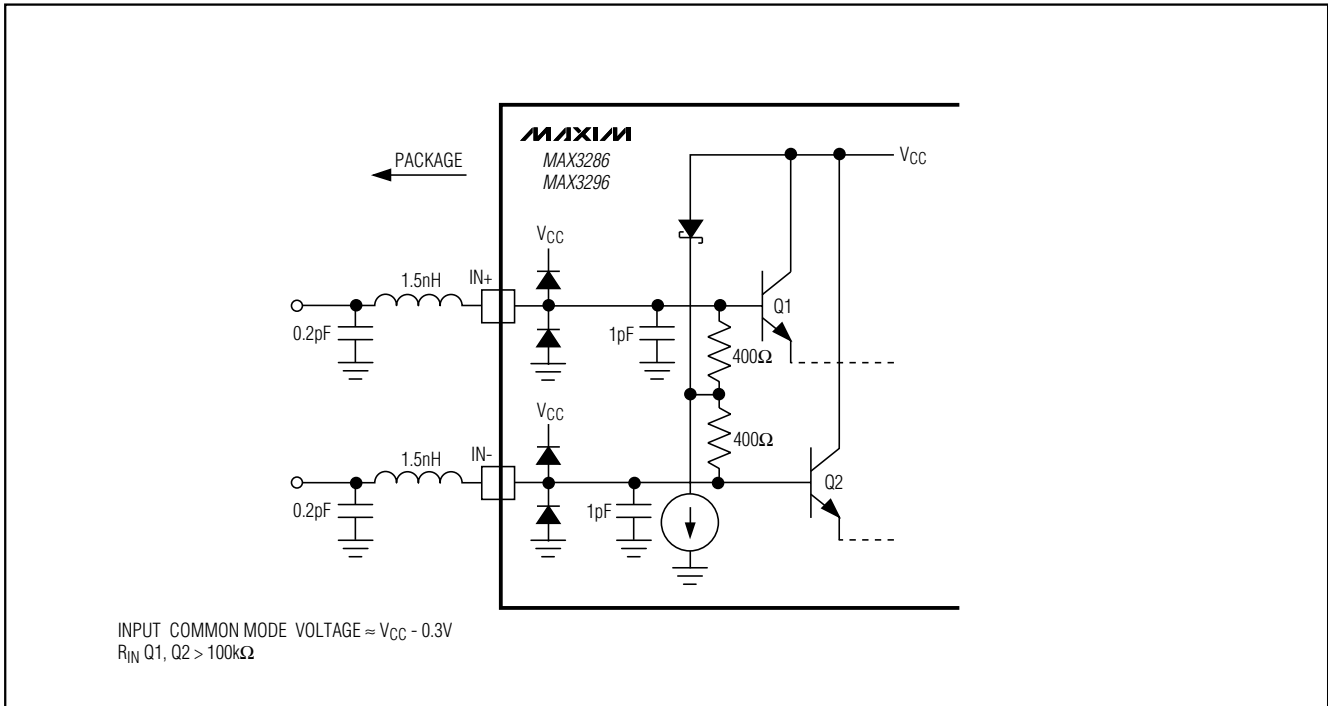 MAXIM
MAX3286
MAX3296
PACKAGE
VCC
VCC
1.5nH
IN+
Q1
0.2pF
1pF
400Ω
VCC
400Ω
1.5nH
IN-
Q2
0.2pF
1pF
INPUT COMMON MODE VOLTAGE ≈ VCC - 0.3V
RIN Q1, Q2 > 100kΩ